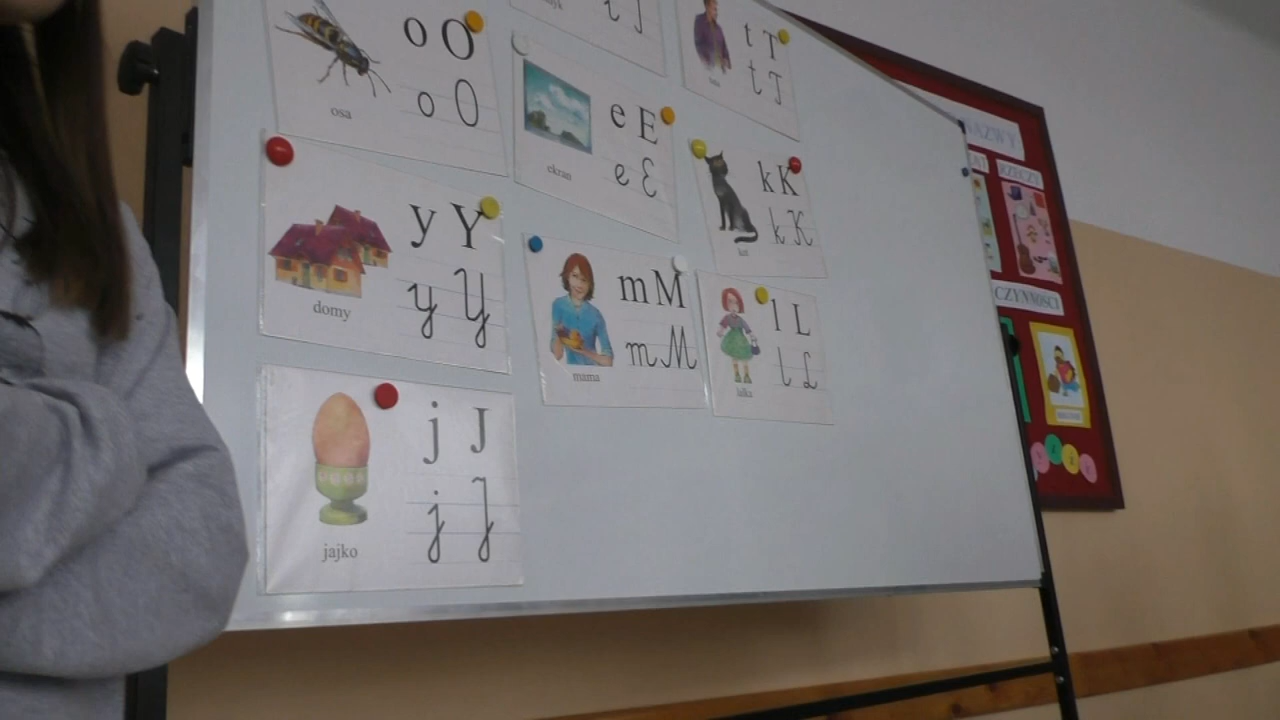 o O
o O
osa
e E
e E
ekran
t T
t T
k K
k K
kot
y Y
y Y
domy
m M
m M
mama
l L
l L
lalka
j J
j J
jajko
NAZWY
RZECZY
CZYNNOŚCI